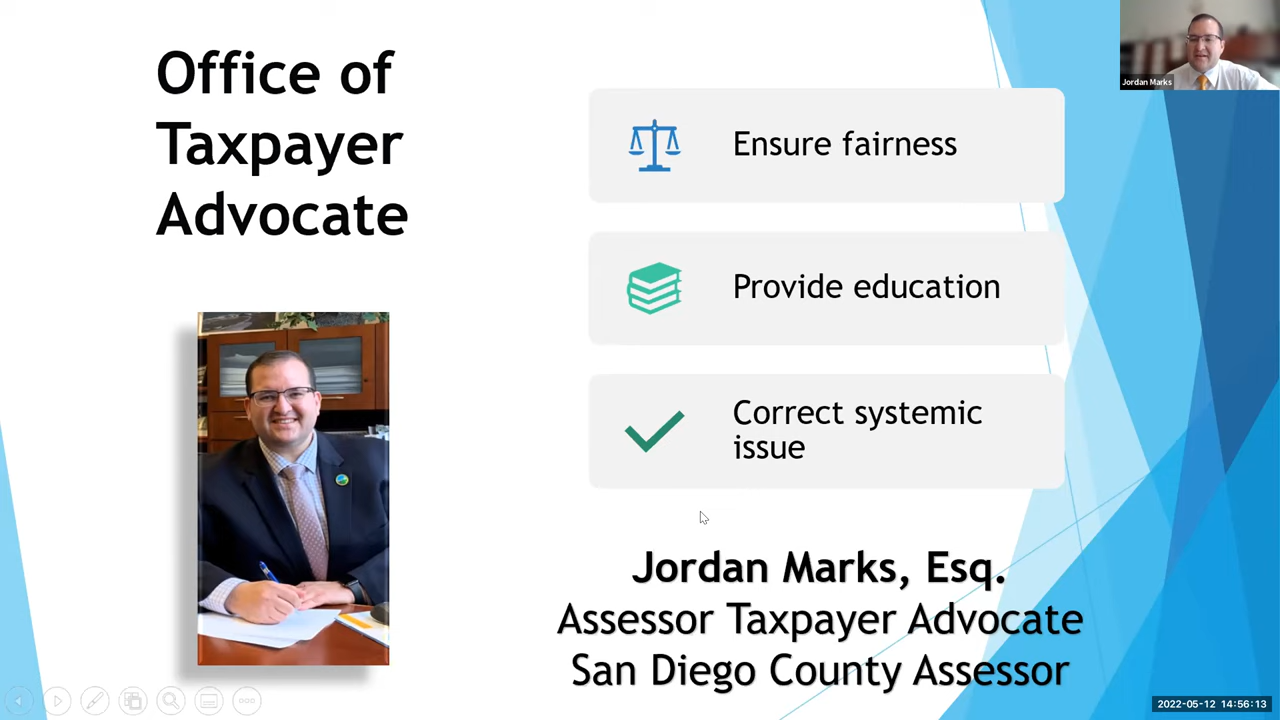 Office of
Taxpayer
Advocate
Jordan Marks
Ensure fairness
Provide education
Correct systemic
issue
Jordan Marks, Esq.
Assessor Taxpayer Advocate
San Diego County Assessor
2022-05-12 14:56:13